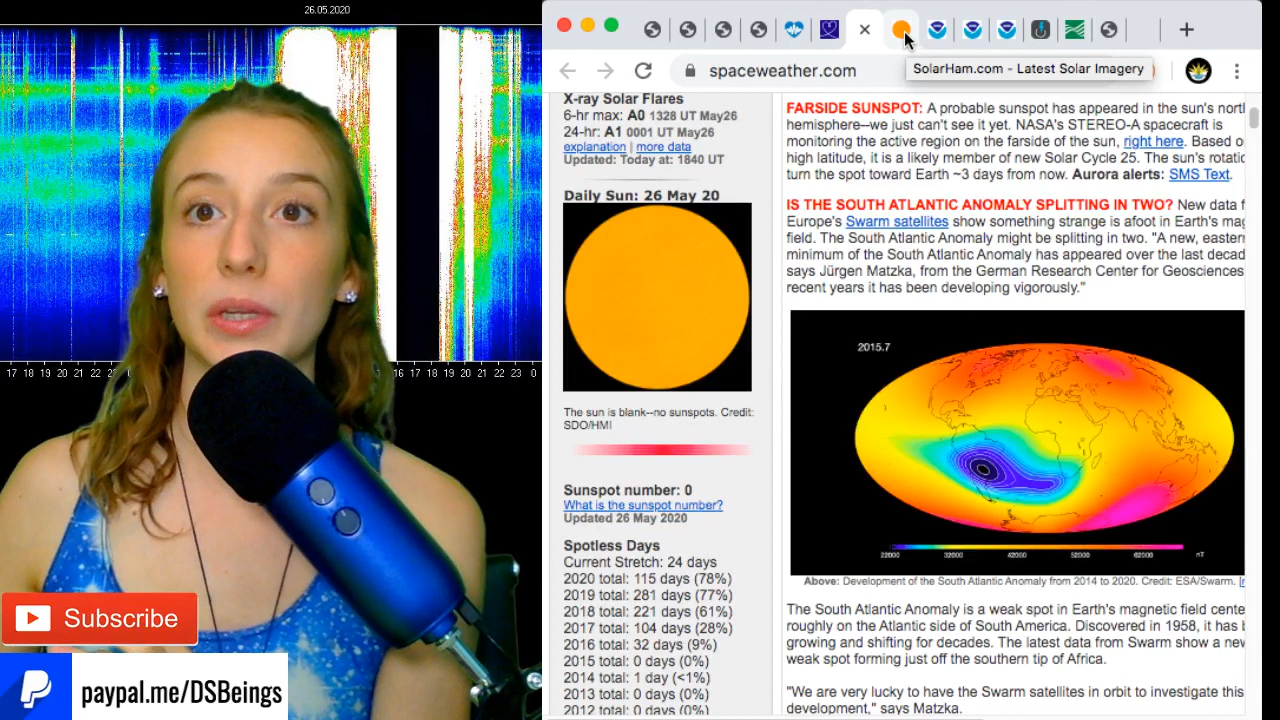 26.05.2020
17 18 19 20 21 22 23
16 17 18 19 20 21 22 23 0
Subscribe
paypal.me/DSBeings
spaceweather.com
SolarHam.com - Latest Solar Imagery
X-ray Solar Flares
6-hr max: A0 1328 UT May26
24-hr: A1 0001 UT May26
explanation | more data
Updated: Today at: 1840 UT
Daily Sun: 26 May 20
The sun is blank--no sunspots. Credit:
SDO/HMI
Sunspot number: 0
What is the sunspot number?
Updated 26 May 2020
Spotless Days
Current Stretch: 24 days
2020 total: 115 days (78%)
2019 total: 281 days (77%)
2018 total: 221 days (61%)
2017 total: 104 days (28%)
2016 total: 32 days (9%)
2015 total: 0 days (0%)
2014 total: 1 day (<1%)
2013 total: 0 days (0%)
2012 total: 0 days (0%)
FARSIDE SUNSPOT: A probable sunspot has appeared in the sun's nort
hemisphere--we just can't see it yet. NASA's STEREO-A spacecraft is
monitoring the active region on the farside of the sun, right here. Based o
high latitude, it is a likely member of new Solar Cycle 25. The sun's rotatic
turn the spot toward Earth ~3 days from now. Aurora alerts: SMS Text.
IS THE SOUTH ATLANTIC ANOMALY SPLITTING IN TWO? New data f
Europe's Swarm satellites show something strange is afoot in Earth's mag
field. The South Atlantic Anomaly might be splitting in two. "A new, easter
minimum of the South Atlantic Anomaly has appeared over the last decad
says Jürgen Matzka, from the German Research Center for Geosciences
recent years it has been developing vigorously."
2015.7
22000 32000 42000 52000 62000 nT
Above: Development of the South Atlantic Anomaly from 2014 to 2020. Credit: ESA/Swarm.
The South Atlantic Anomaly is a weak spot in Earth's magnetic field cente
roughly on the Atlantic side of South America. Discovered in 1958, it has b
growing and shifting for decades. The latest data from Swarm show a new
weak spot forming just off the southern tip of Africa.
"We are very lucky to have the Swarm satellites in orbit to investigate this
development," says Matzka.